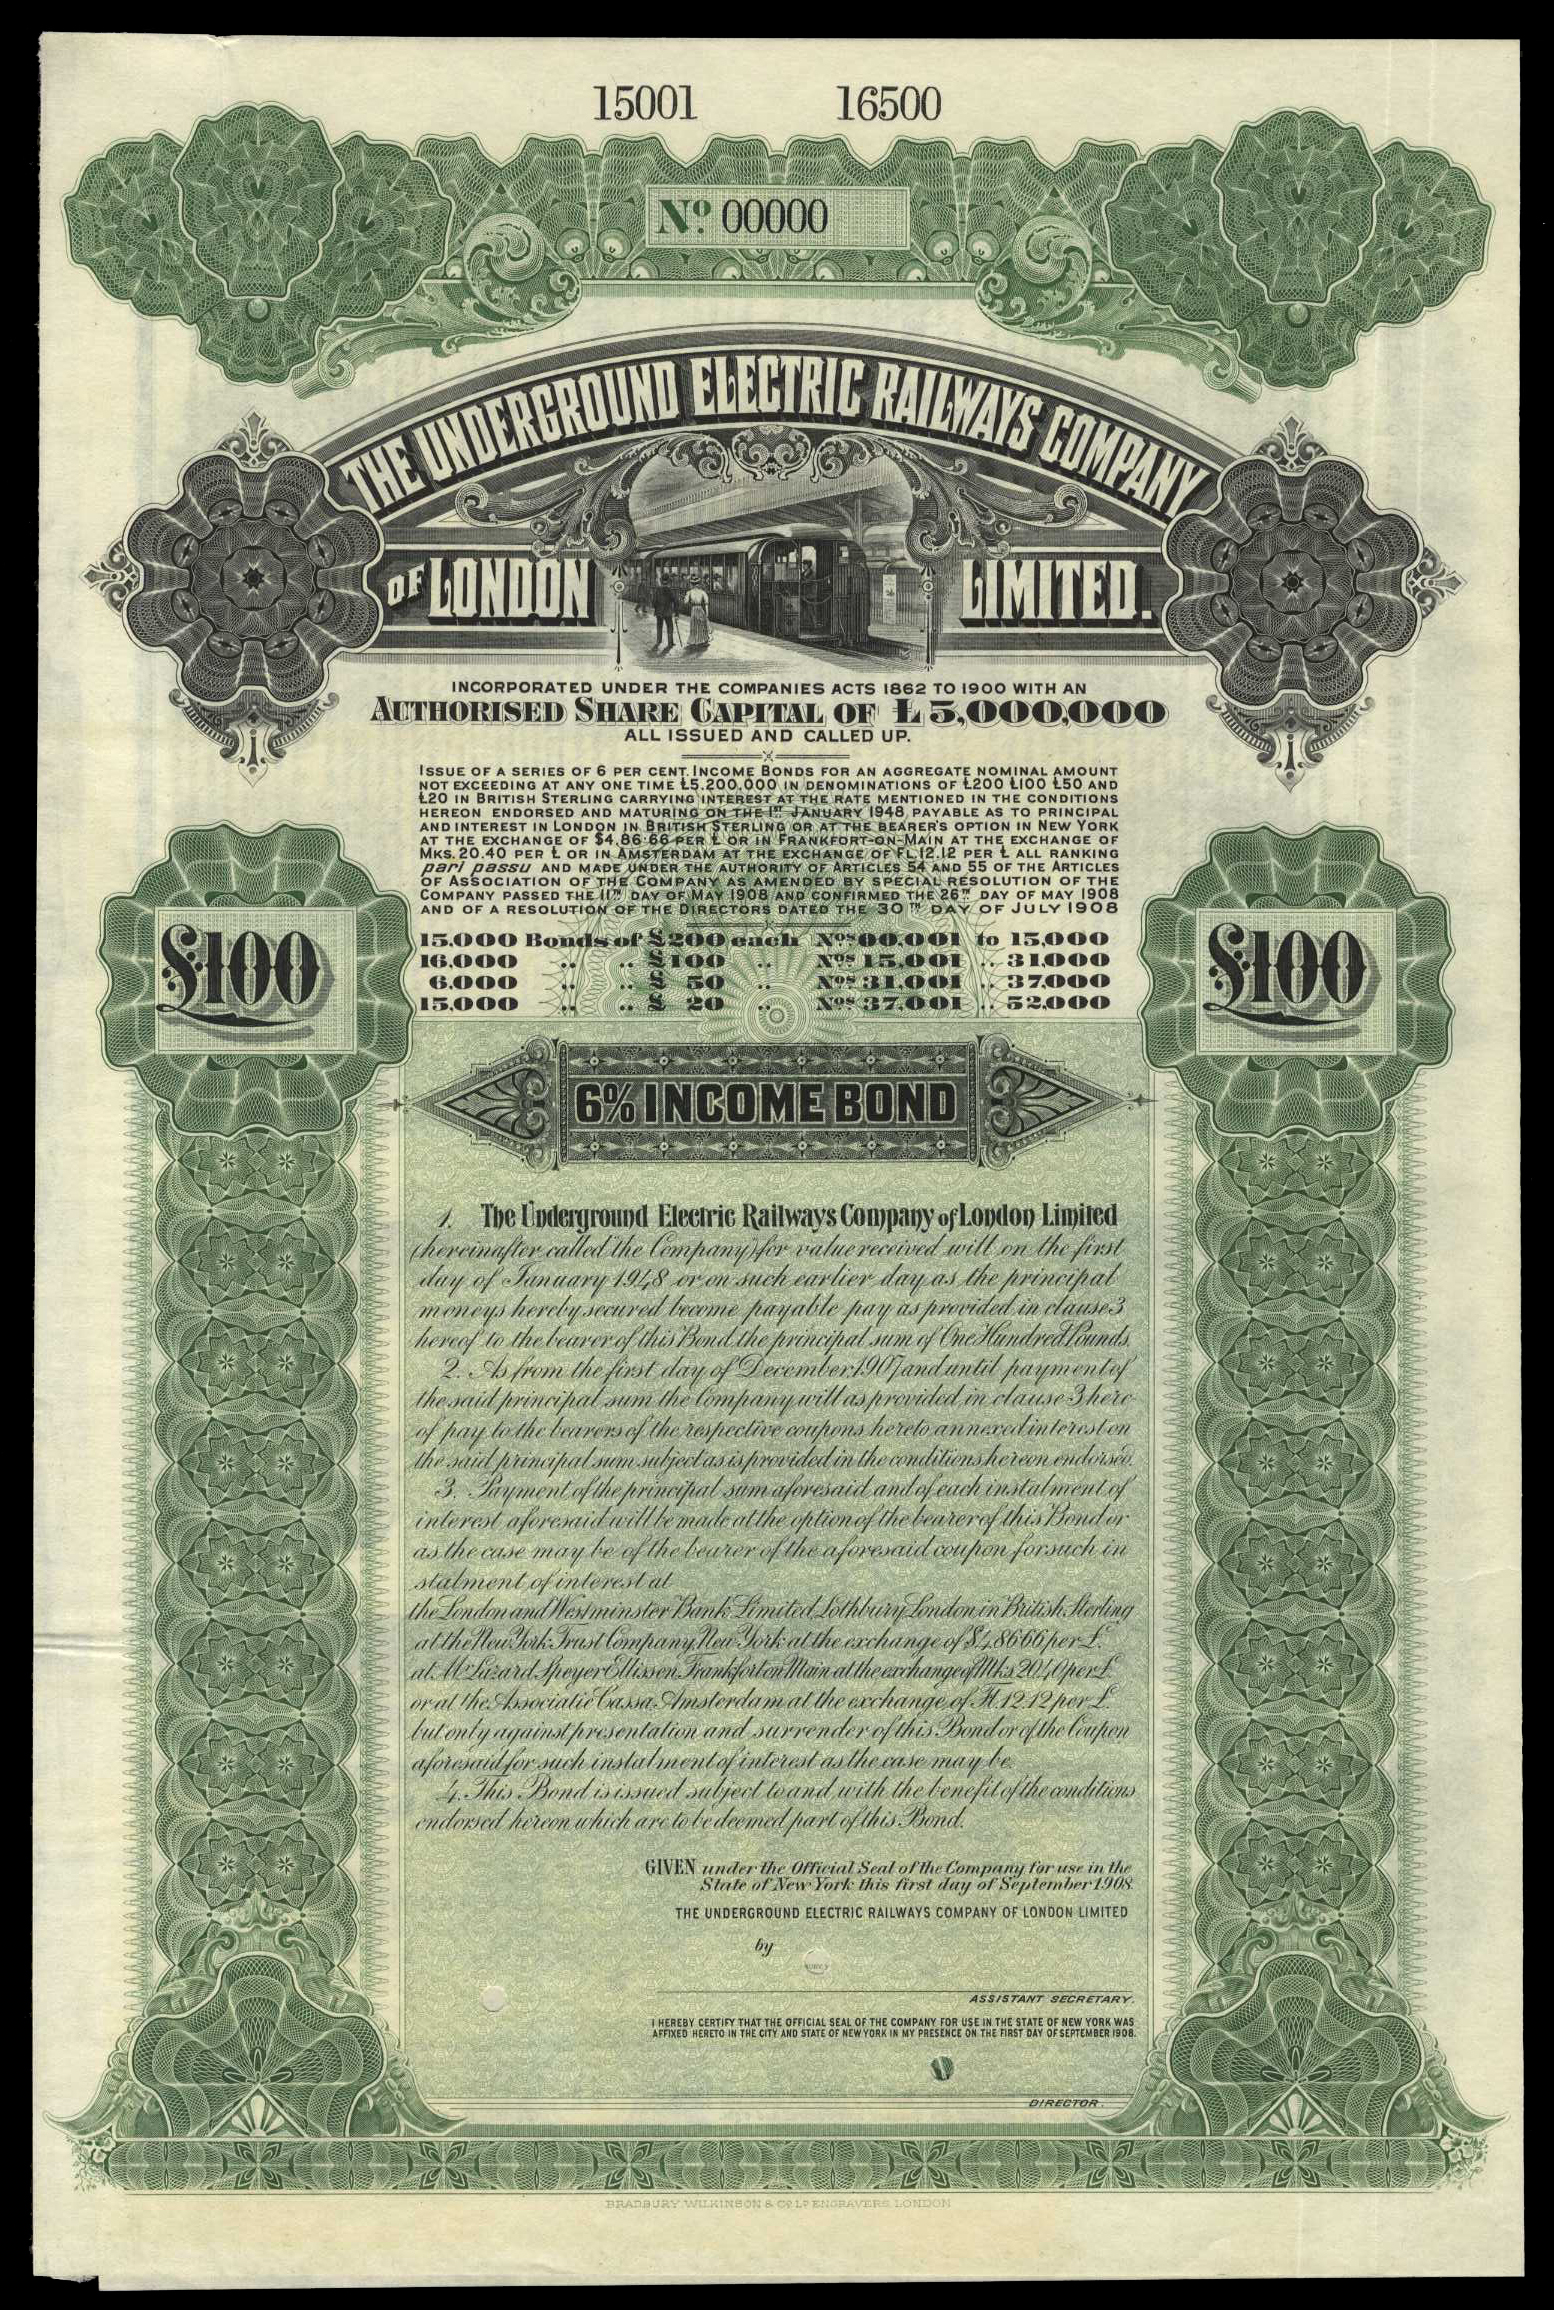 15001 16500
Nº 00000
THE UNDERGROUND ELECTRIC RAILWAYS COMPANY
OF LONDON LIMITED.
INCORPORATED UNDER THE COMPANIES ACTS 1862 TO 1900 WITH AN
AUTHORISED SHARE CAPITAL OF £5,000,000
ALL ISSUED AND CALLED UP.
ISSUE OF A SERIES OF 6 PER CENT. INCOME BONDS FOR AN AGGREGATE NOMINAL AMOUNT
NOT EXCEEDING AT ANY ONE TIME £5.200.000 IN DENOMINATIONS OF £200 £100 £50 AND
£20 IN BRITISH STERLING CARRYING INTEREST AT THE RATE MENTIONED IN THE CONDITIONS
HEREON ENDORSED AND MATURING ON THE 1ST JANUARY 1948, PAYABLE AS TO PRINCIPAL
AND INTEREST IN LONDON IN BRITISH STERLING OR AT THE BEARER'S OPTION IN NEW YORK
AT THE EXCHANGE OF $4.86·66 PER £ OR IN FRANKFORT-ON-MAIN AT THE EXCHANGE OF
MKS. 20.40 PER £ OR IN AMSTERDAM AT THE EXCHANGE OF FL. 12.12 PER £ ALL RANKING
pari passu AND MADE UNDER THE AUTHORITY OF ARTICLES 54 AND 55 OF THE ARTICLES
OF ASSOCIATION OF THE COMPANY AS AMENDED BY SPECIAL RESOLUTION OF THE
COMPANY PASSED THE 11TH DAY OF MAY 1908 AND CONFIRMED THE 26TH DAY OF MAY 1908
AND OF A RESOLUTION OF THE DIRECTORS DATED THE 30TH DAY OF JULY 1908
15,000 Bonds of £200 each Nos 00,001 to 15,000
16,000 .. .. £100 .. Nos 15,001 .. 31,000
6,000 .. .. £ 50 .. Nos 31,001 .. 37,000
15,000 .. .. £ 20 .. Nos 37,001 .. 52,000
£100 £100
6% INCOME BOND
1. The Underground Electric Railways Company of London Limited
(hereinafter called the Company) for value received will on the first
day of January 1948 or on such earlier day as the principal
moneys hereby secured become payable pay as provided in clause 3
hereof to the bearer of this Bond the principal sum of One Hundred Pounds.
2. As from the first day of December 1907 and until payment of
the said principal sum the Company will as provided in clause 3 here
of pay to the bearers of the respective coupons hereto annexed interest on
the said principal sum subject as is provided in the conditions hereon endorsed.
3. Payment of the principal sum aforesaid and of each instalment of
interest aforesaid will be made at the option of the bearer of this Bond or
as the case may be of the bearer of the aforesaid coupon for such in
stalment of interest at
the London and Westminster Bank Limited Lothbury London in British Sterling
at the New York Trust Company, New York at the exchange of $4.86·66 per £.
at Mr. Lazard Speyer Ellissen, Frankfort on Main at the exchange of Mks. 20.40 per £
or at the Associatie Cassa, Amsterdam at the exchange of Fl. 12.12 per £.
but only against presentation and surrender of this Bond or of the Coupon
aforesaid for such instalment of interest as the case may be.
4. This Bond is issued subject to and with the benefit of the conditions
endorsed hereon which are to be deemed part of this Bond.
GIVEN under the Official Seal of the Company for use in the
State of New York this first day of September 1908.
THE UNDERGROUND ELECTRIC RAILWAYS COMPANY OF LONDON LIMITED
by
ASSISTANT SECRETARY.
I HEREBY CERTIFY THAT THE OFFICIAL SEAL OF THE COMPANY FOR USE IN THE STATE OF NEW YORK WAS
AFFIXED HERETO IN THE CITY AND STATE OF NEW YORK IN MY PRESENCE ON THE FIRST DAY OF SEPTEMBER 1908.
DIRECTOR.
BRADBURY, WILKINSON & CO. LD. ENGRAVERS, LONDON